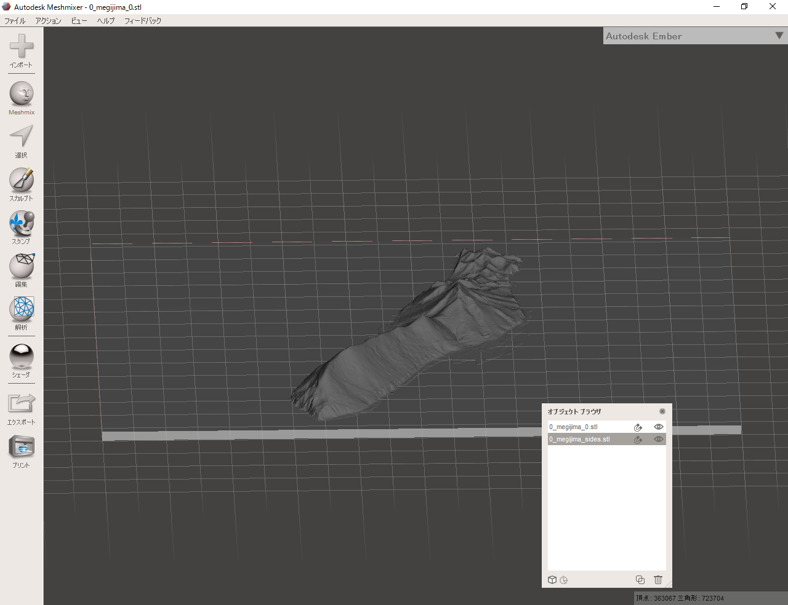 Autodesk Meshmixer - 0_megijima_0.stl
ファイル アクション ビュー ヘルプ フィードバック
Autodesk Ember
インポート
Meshmix
選択
スカルプト
スタンプ
編集
解析
シェーダ
エクスポート
プリント
オブジェクト ブラウザ
0_megijima_0.stl
0_megijima_sides.stl
頂点: 363067 三角形: 723704